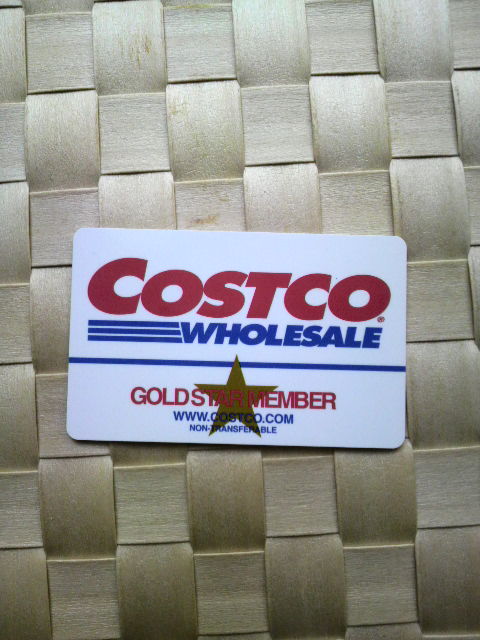 COSTCO®
WHOLESALE
GOLD STAR MEMBER
WWW.COSTCO.COM
NON-TRANSFERABLE